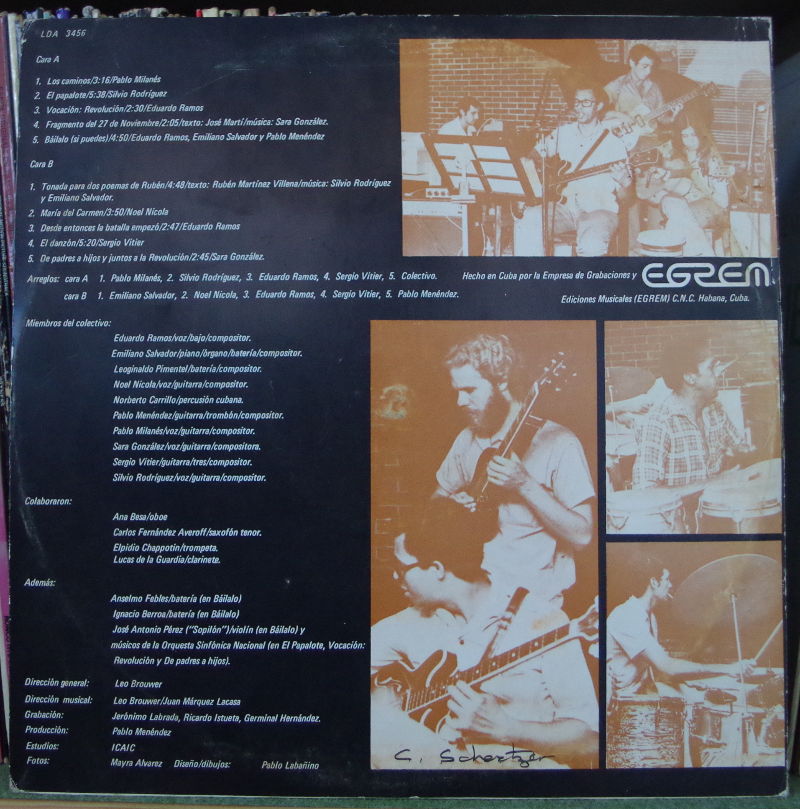 LDA 3456
Cara A
1. Los caminos/3:16/Pablo Milanés
2. El papalote/5:38/Silvio Rodríguez
3. Vocación: Revolución/2:30/Eduardo Ramos
4. Fragmento del 27 de Noviembre/2:05/texto: José Martí/música: Sara González.
5. Báilalo (si puedes)/4:50/Eduardo Ramos, Emiliano Salvador y Pablo Menéndez
Cara B
1. Tonada para dos poemas de Rubén/4:48/texto: Rubén Martínez Villena/música: Silvio Rodríguez
y Emiliano Salvador.
2. María del Carmen/3:50/Noel Nicola
3. Desde entonces la batalla empezó/2:47/Eduardo Ramos
4. El danzón/5:20/Sergio Vitier
5. De padres a hijos y juntos a la Revolución/2:45/Sara González.
Arreglos: cara A 1. Pablo Milanés, 2. Silvio Rodríguez, 3. Eduardo Ramos, 4. Sergio Vitier, 5. Colectivo.
cara B 1. Emiliano Salvador, 2. Noel Nicola, 3. Eduardo Ramos, 4. Sergio Vitier, 5. Pablo Menéndez.
Hecho en Cuba por la Empresa de Grabaciones y EGREM
Ediciones Musicales (EGREM) C.N.C. Habana, Cuba.
Miembros del colectivo:
Eduardo Ramos/voz/bajo/compositor.
Emiliano Salvador/piano/órgano/batería/compositor.
Leoginaldo Pimentel/batería/compositor.
Noel Nicola/voz/guitarra/compositor.
Norberto Carrillo/percusión cubana.
Pablo Menéndez/guitarra/trombón/compositor.
Pablo Milanés/voz/guitarra/compositor.
Sara González/voz/guitarra/compositora.
Sergio Vitier/guitarra/tres/compositor.
Silvio Rodríguez/voz/guitarra/compositor.
Colaboraron:
Ana Besa/oboe
Carlos Fernández Averoff/saxofón tenor.
Elpidio Chappotin/trompeta.
Lucas de la Guardia/clarinete.
Además:
Anselmo Febles/batería (en Báilalo)
Ignacio Berroa/batería (en Báilalo)
José Antonio Pérez ("Sopilón")/violín (en Báilalo) y
músicos de la Orquesta Sinfónica Nacional (en El Papalote, Vocación:
Revolución y De padres a hijos).
Dirección general: Leo Brouwer
Dirección musical: Leo Brouwer/Juan Márquez Lacasa
Grabación: Jerónimo Labrada, Ricardo Istueta, Germinal Hernández.
Producción: Pablo Menéndez
Estudios: ICAIC
Fotos: Mayra Alvarez Diseño/dibujos: Pablo Labañino
C. Schertzer